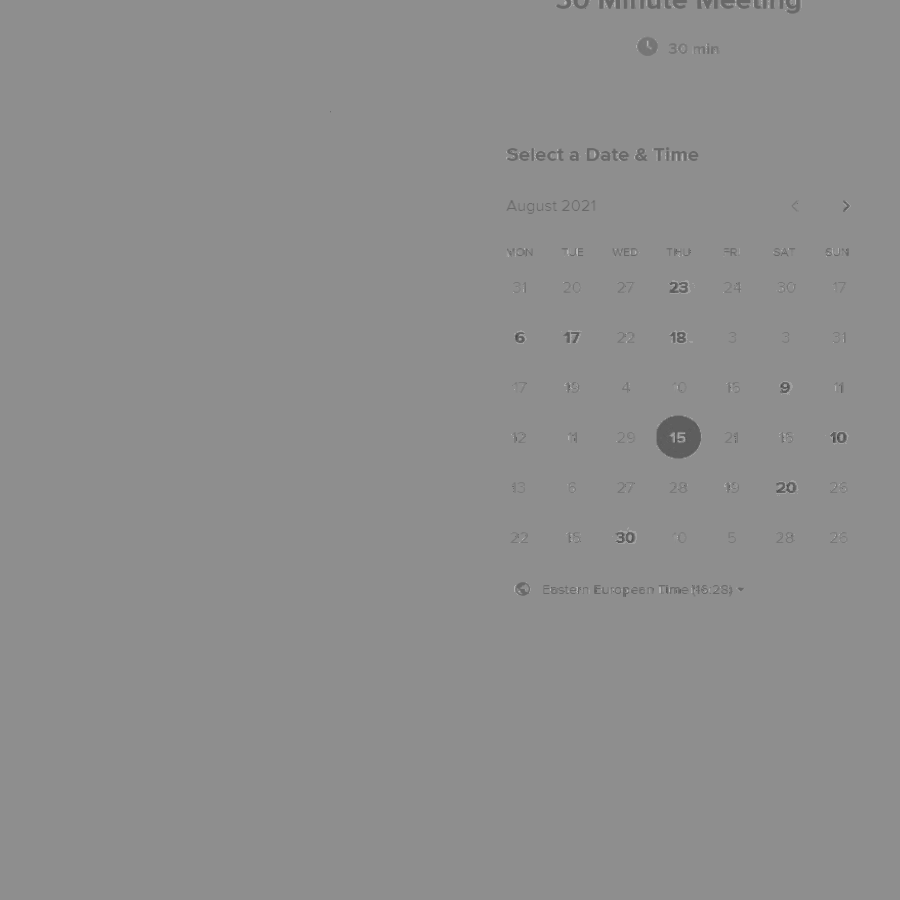 30 Minute Meeting
30 min
Select a Date & Time
August 2021
MON TUE WED THU FRI SAT SUN
31 20 27 23 24 30 17
6 17 22 18 3 3 31
17 19 4 10 15 9 11
12 11 29 15 21 15 10
13 6 27 28 19 20 26
22 15 30 10 5 28 26
Eastern European Time (16:28)